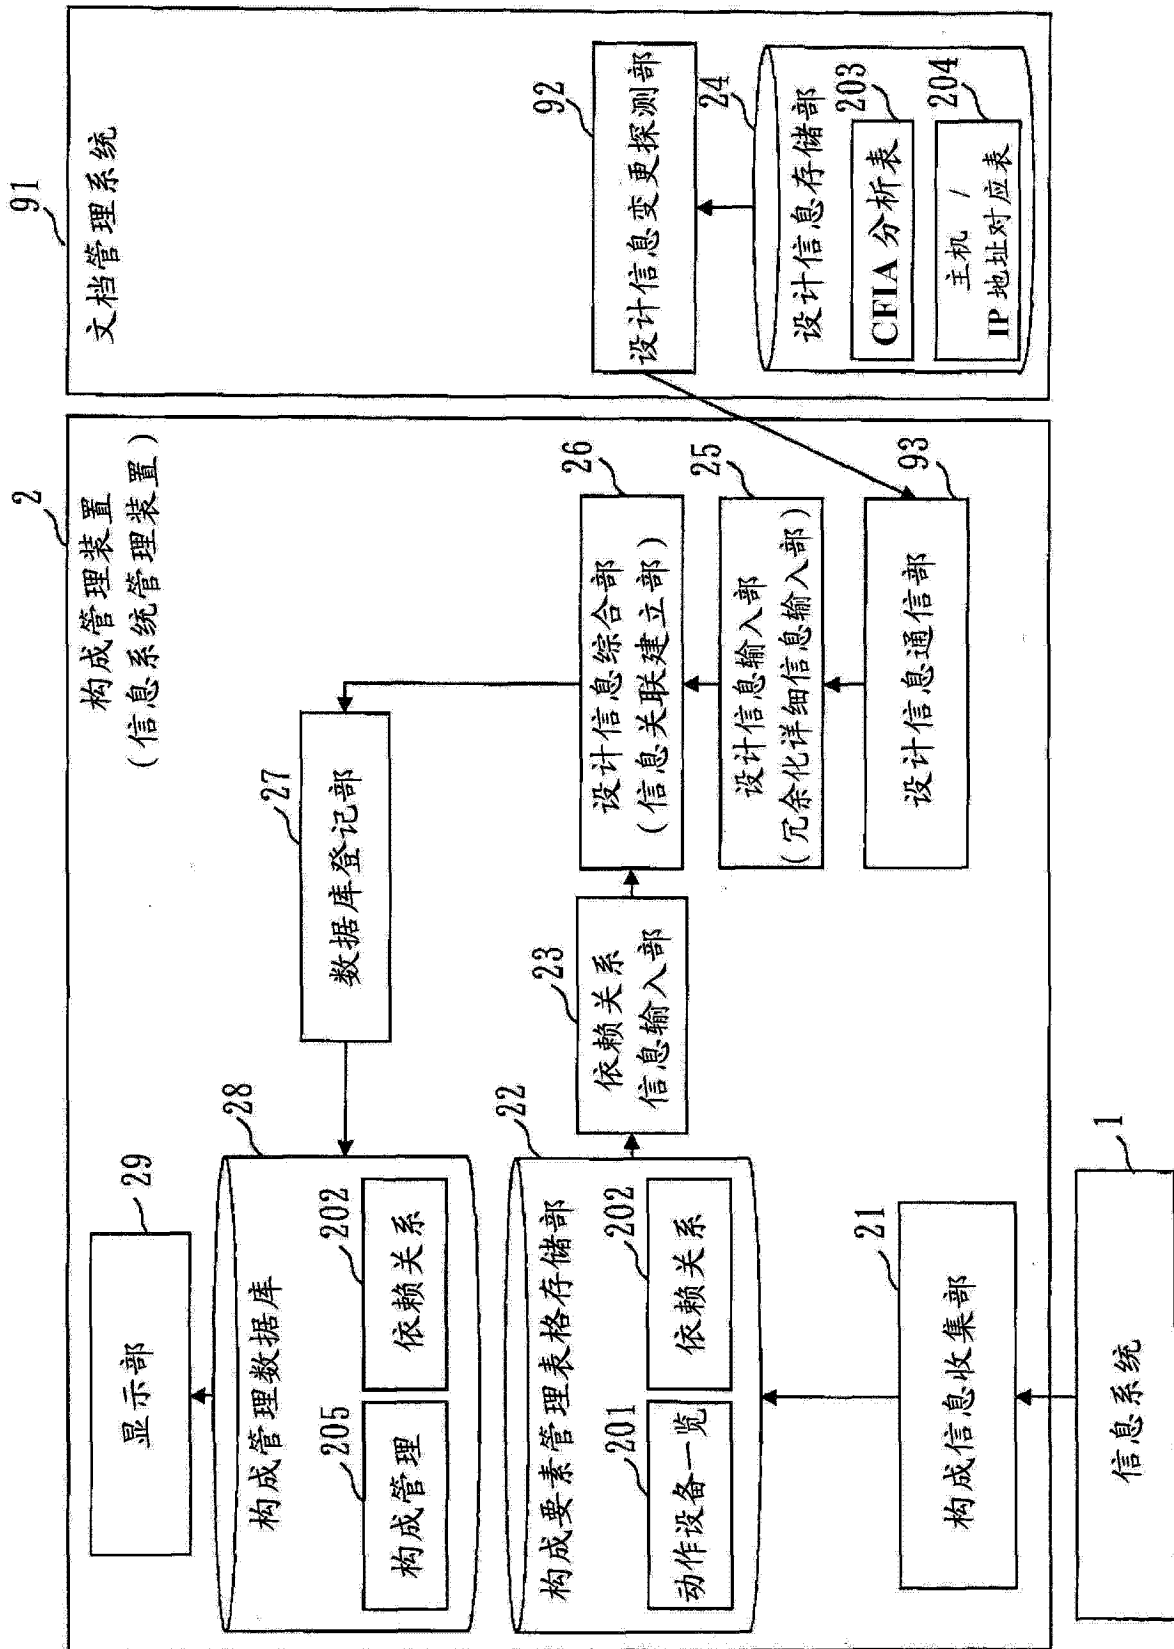 2
构成管理装置
(信息系统管理装置)
29
显示部
28
构成管理数据库
205
构成管理
202
依赖关系
27
数据库登记部
22
构成要素管理表格存储部
201
动作设备一览
202
依赖关系
23
依赖关系
信息输入部
26
设计信息综合部
(信息关联建立部)
25
设计信息输入部
(冗余化详细信息输入部)
93
设计信息通信部
21
构成信息收集部
1
信息系统
91
文档管理系统
92
设计信息变更探测部
24
设计信息存储部
203
CFIA 分析表
204
主机 /
IP 地址对应表